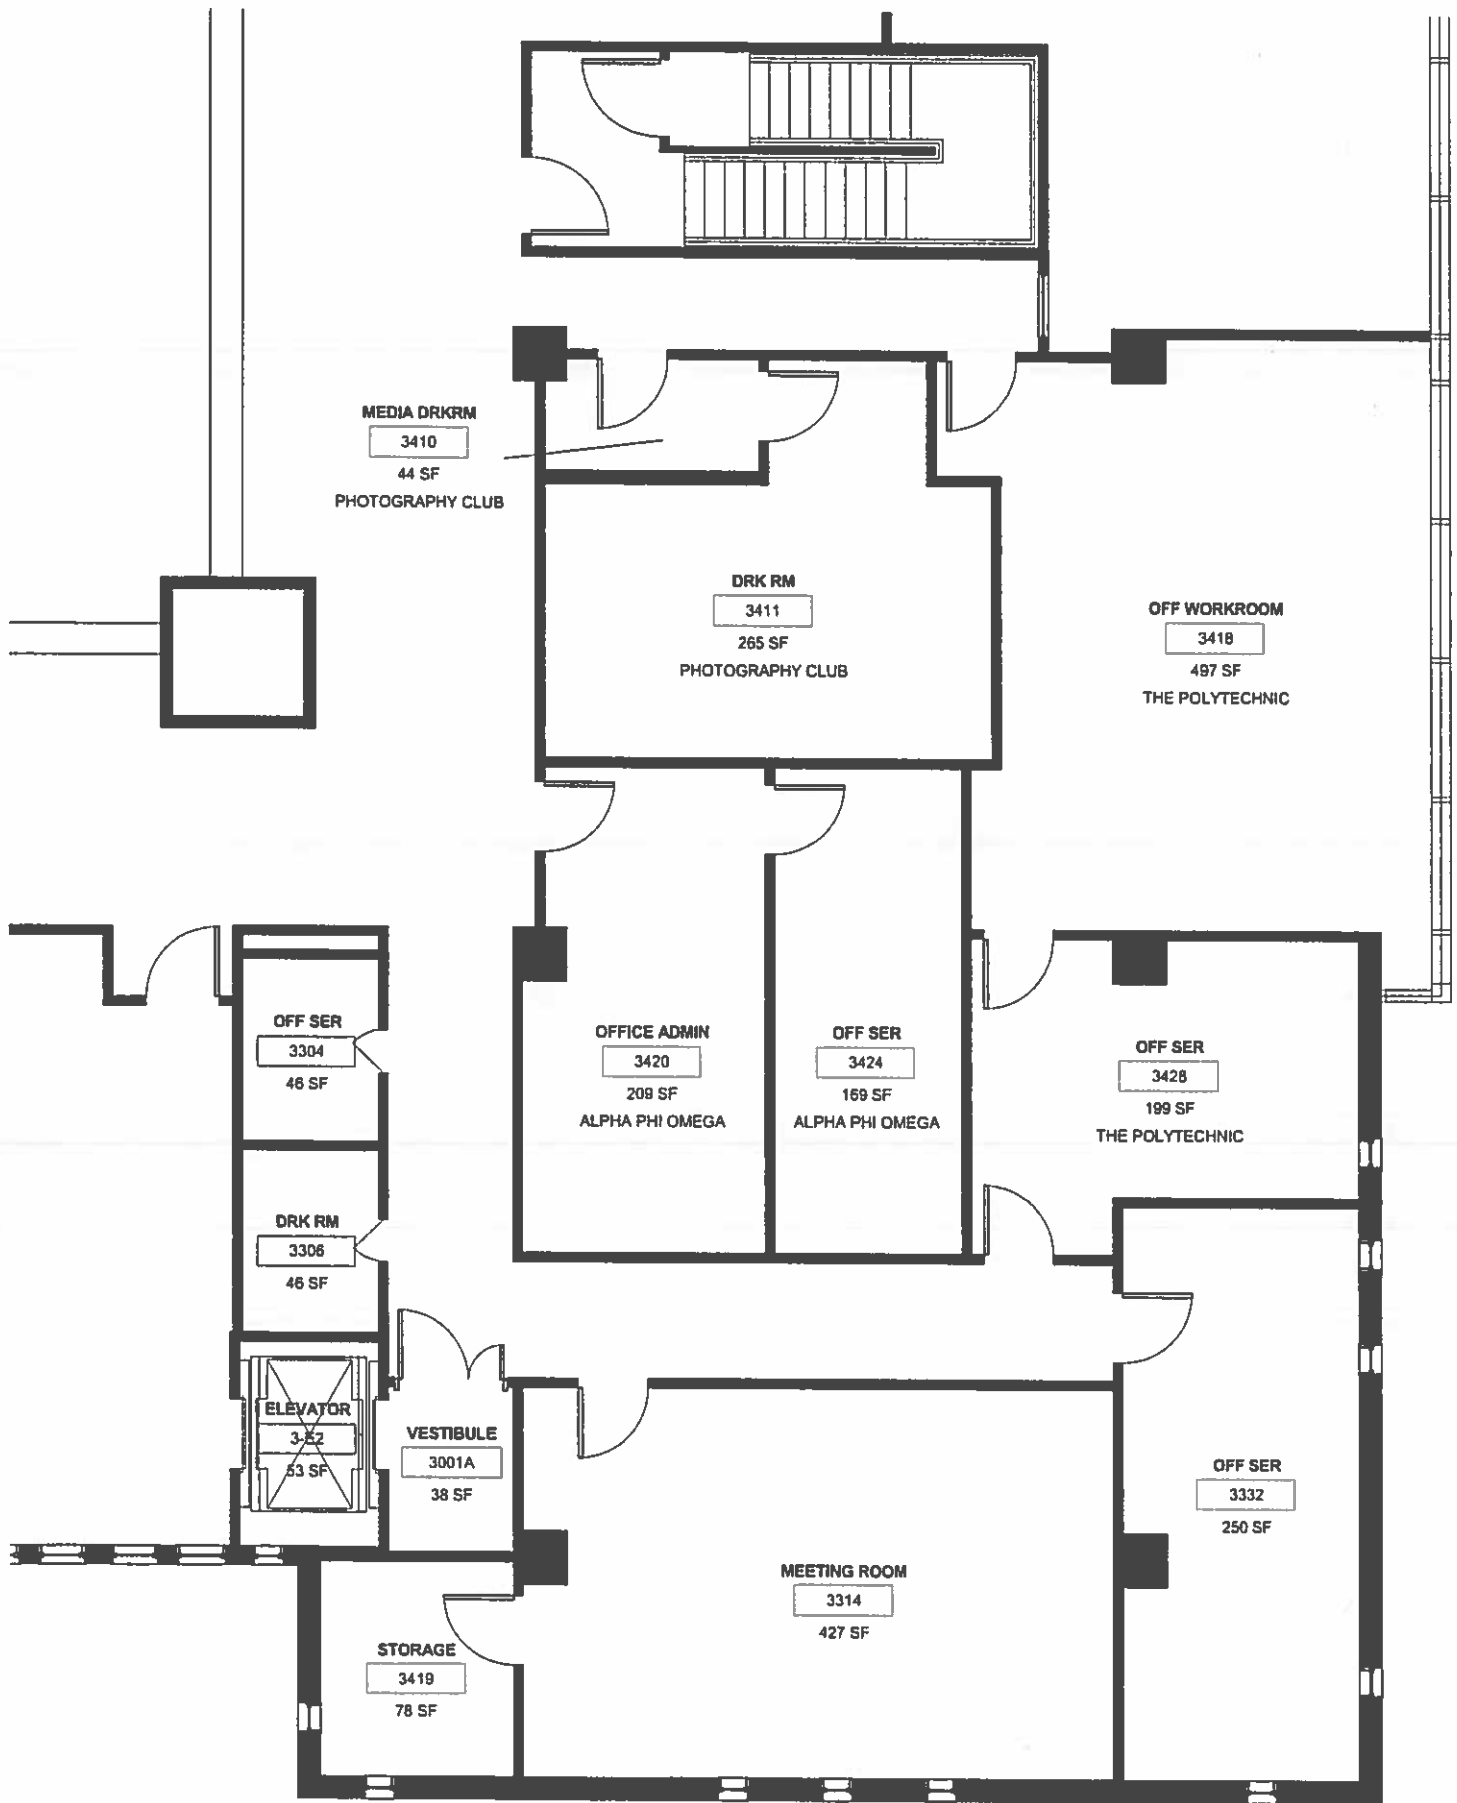 MEDIA DRKRM
3410
44 SF
PHOTOGRAPHY CLUB
DRK RM
3411
265 SF
PHOTOGRAPHY CLUB
OFF WORKROOM
3418
497 SF
THE POLYTECHNIC
OFF SER
3304
46 SF
OFFICE ADMIN
3420
209 SF
ALPHA PHI OMEGA
OFF SER
3424
169 SF
ALPHA PHI OMEGA
OFF SER
3428
199 SF
THE POLYTECHNIC
DRK RM
3306
46 SF
ELEVATOR
3-52
53 SF
VESTIBULE
3001A
38 SF
OFF SER
3332
250 SF
MEETING ROOM
3314
427 SF
STORAGE
3419
78 SF